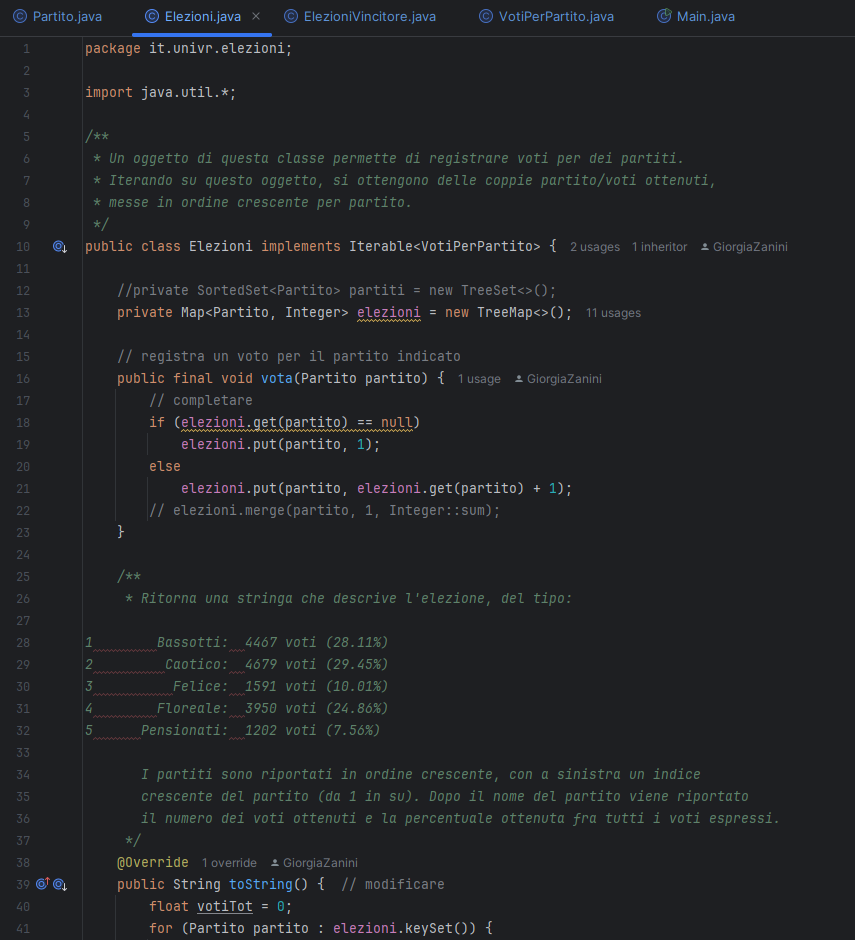 Partito.java Elezioni.java ElezioniVincitore.java VotiPerPartito.java Main.java
1 package it.univr.elezioni;
2
3 import java.util.*;
4
5 /**
6 * Un oggetto di questa classe permette di registrare voti per dei partiti.
7 * Iterando su questo oggetto, si ottengono delle coppie partito/voti ottenuti,
8 * messe in ordine crescente per partito.
9 */
10 public class Elezioni implements Iterable<VotiPerPartito> { 2 usages 1 inheritor GiorgiaZanini
11
12 //private SortedSet<Partito> partiti = new TreeSet<>();
13 private Map<Partito, Integer> elezioni = new TreeMap<>(); 11 usages
14
15 // registra un voto per il partito indicato
16 public final void vota(Partito partito) { 1 usage GiorgiaZanini
17 // completare
18 if (elezioni.get(partito) == null)
19 elezioni.put(partito, 1);
20 else
21 elezioni.put(partito, elezioni.get(partito) + 1);
22 // elezioni.merge(partito, 1, Integer::sum);
23 }
24
25 /**
26 * Ritorna una stringa che descrive l'elezione, del tipo:
27
28 1 Bassotti: 4467 voti (28.11%)
29 2 Caotico: 4679 voti (29.45%)
30 3 Felice: 1591 voti (10.01%)
31 4 Floreale: 3950 voti (24.86%)
32 5 Pensionati: 1202 voti (7.56%)
33
34 I partiti sono riportati in ordine crescente, con a sinistra un indice
35 crescente del partito (da 1 in su). Dopo il nome del partito viene riportato
36 il numero dei voti ottenuti e la percentuale ottenuta fra tutti i voti espressi.
37 */
38 @Override 1 override GiorgiaZanini
39 public String toString() { // modificare
40 float votiTot = 0;
41 for (Partito partito : elezioni.keySet()) {